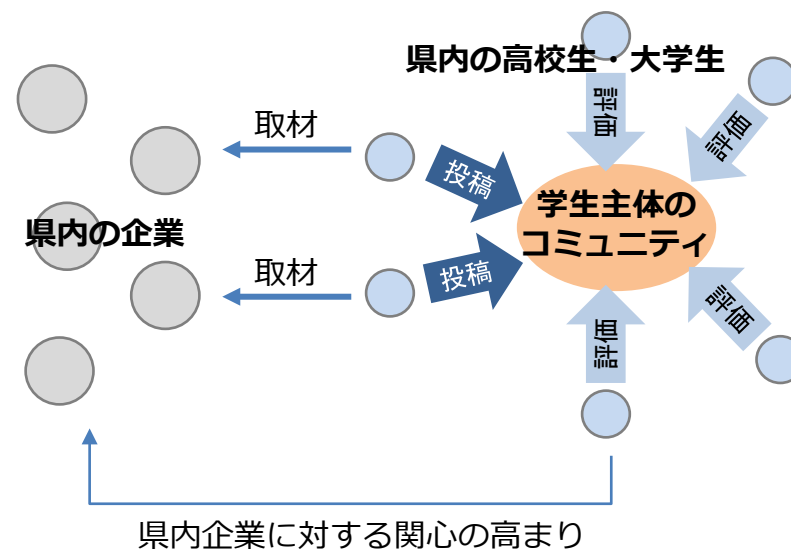 県内の高校生・大学生
評価
評価
取材
投稿
学生主体の
コミュニティ
県内の企業
取材
投稿
評価
評価
県内企業に対する関心の高まり